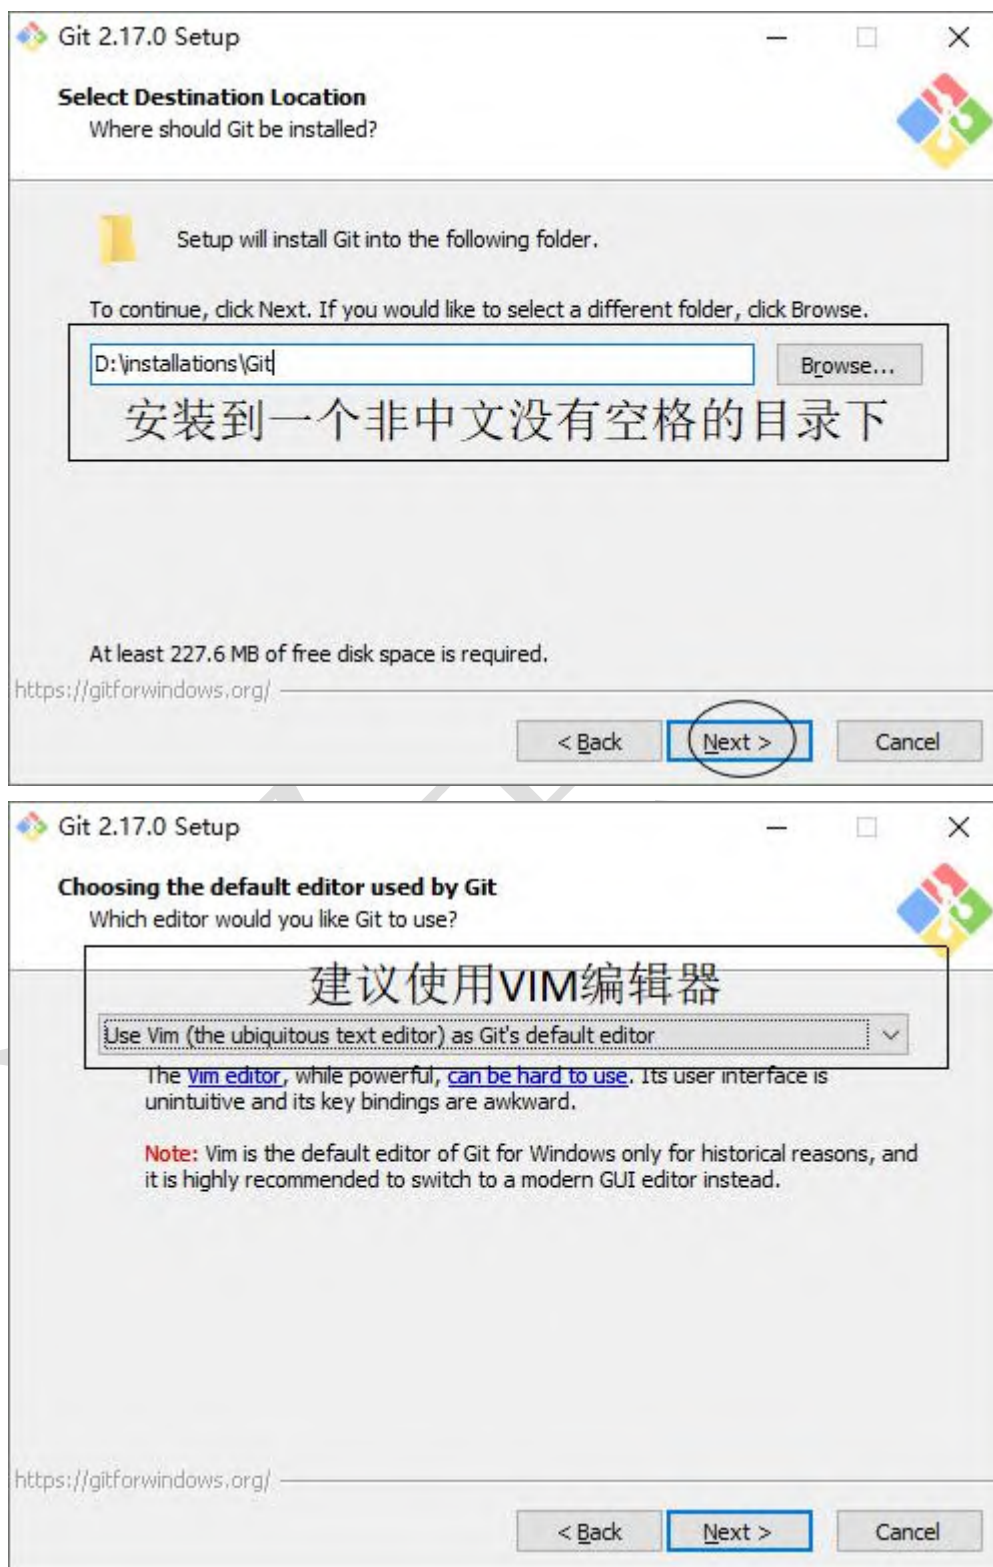 Git 2.17.0 Setup
Select Destination Location
Where should Git be installed?
Setup will install Git into the following folder.
To continue, click Next. If you would like to select a different folder, click Browse.
D:\installations\Git
Browse...
安装到一个非中文没有空格的目录下
At least 227.6 MB of free disk space is required.
https://gitforwindows.org/
< Back
Next >
Cancel
Git 2.17.0 Setup
Choosing the default editor used by Git
Which editor would you like Git to use?
建议使用VIM编辑器
Use Vim (the ubiquitous text editor) as Git's default editor
The Vim editor, while powerful, can be hard to use. Its user interface is
unintuitive and its key bindings are awkward.
Note: Vim is the default editor of Git for Windows only for historical reasons, and
it is highly recommended to switch to a modern GUI editor instead.
https://gitforwindows.org/
< Back
Next >
Cancel